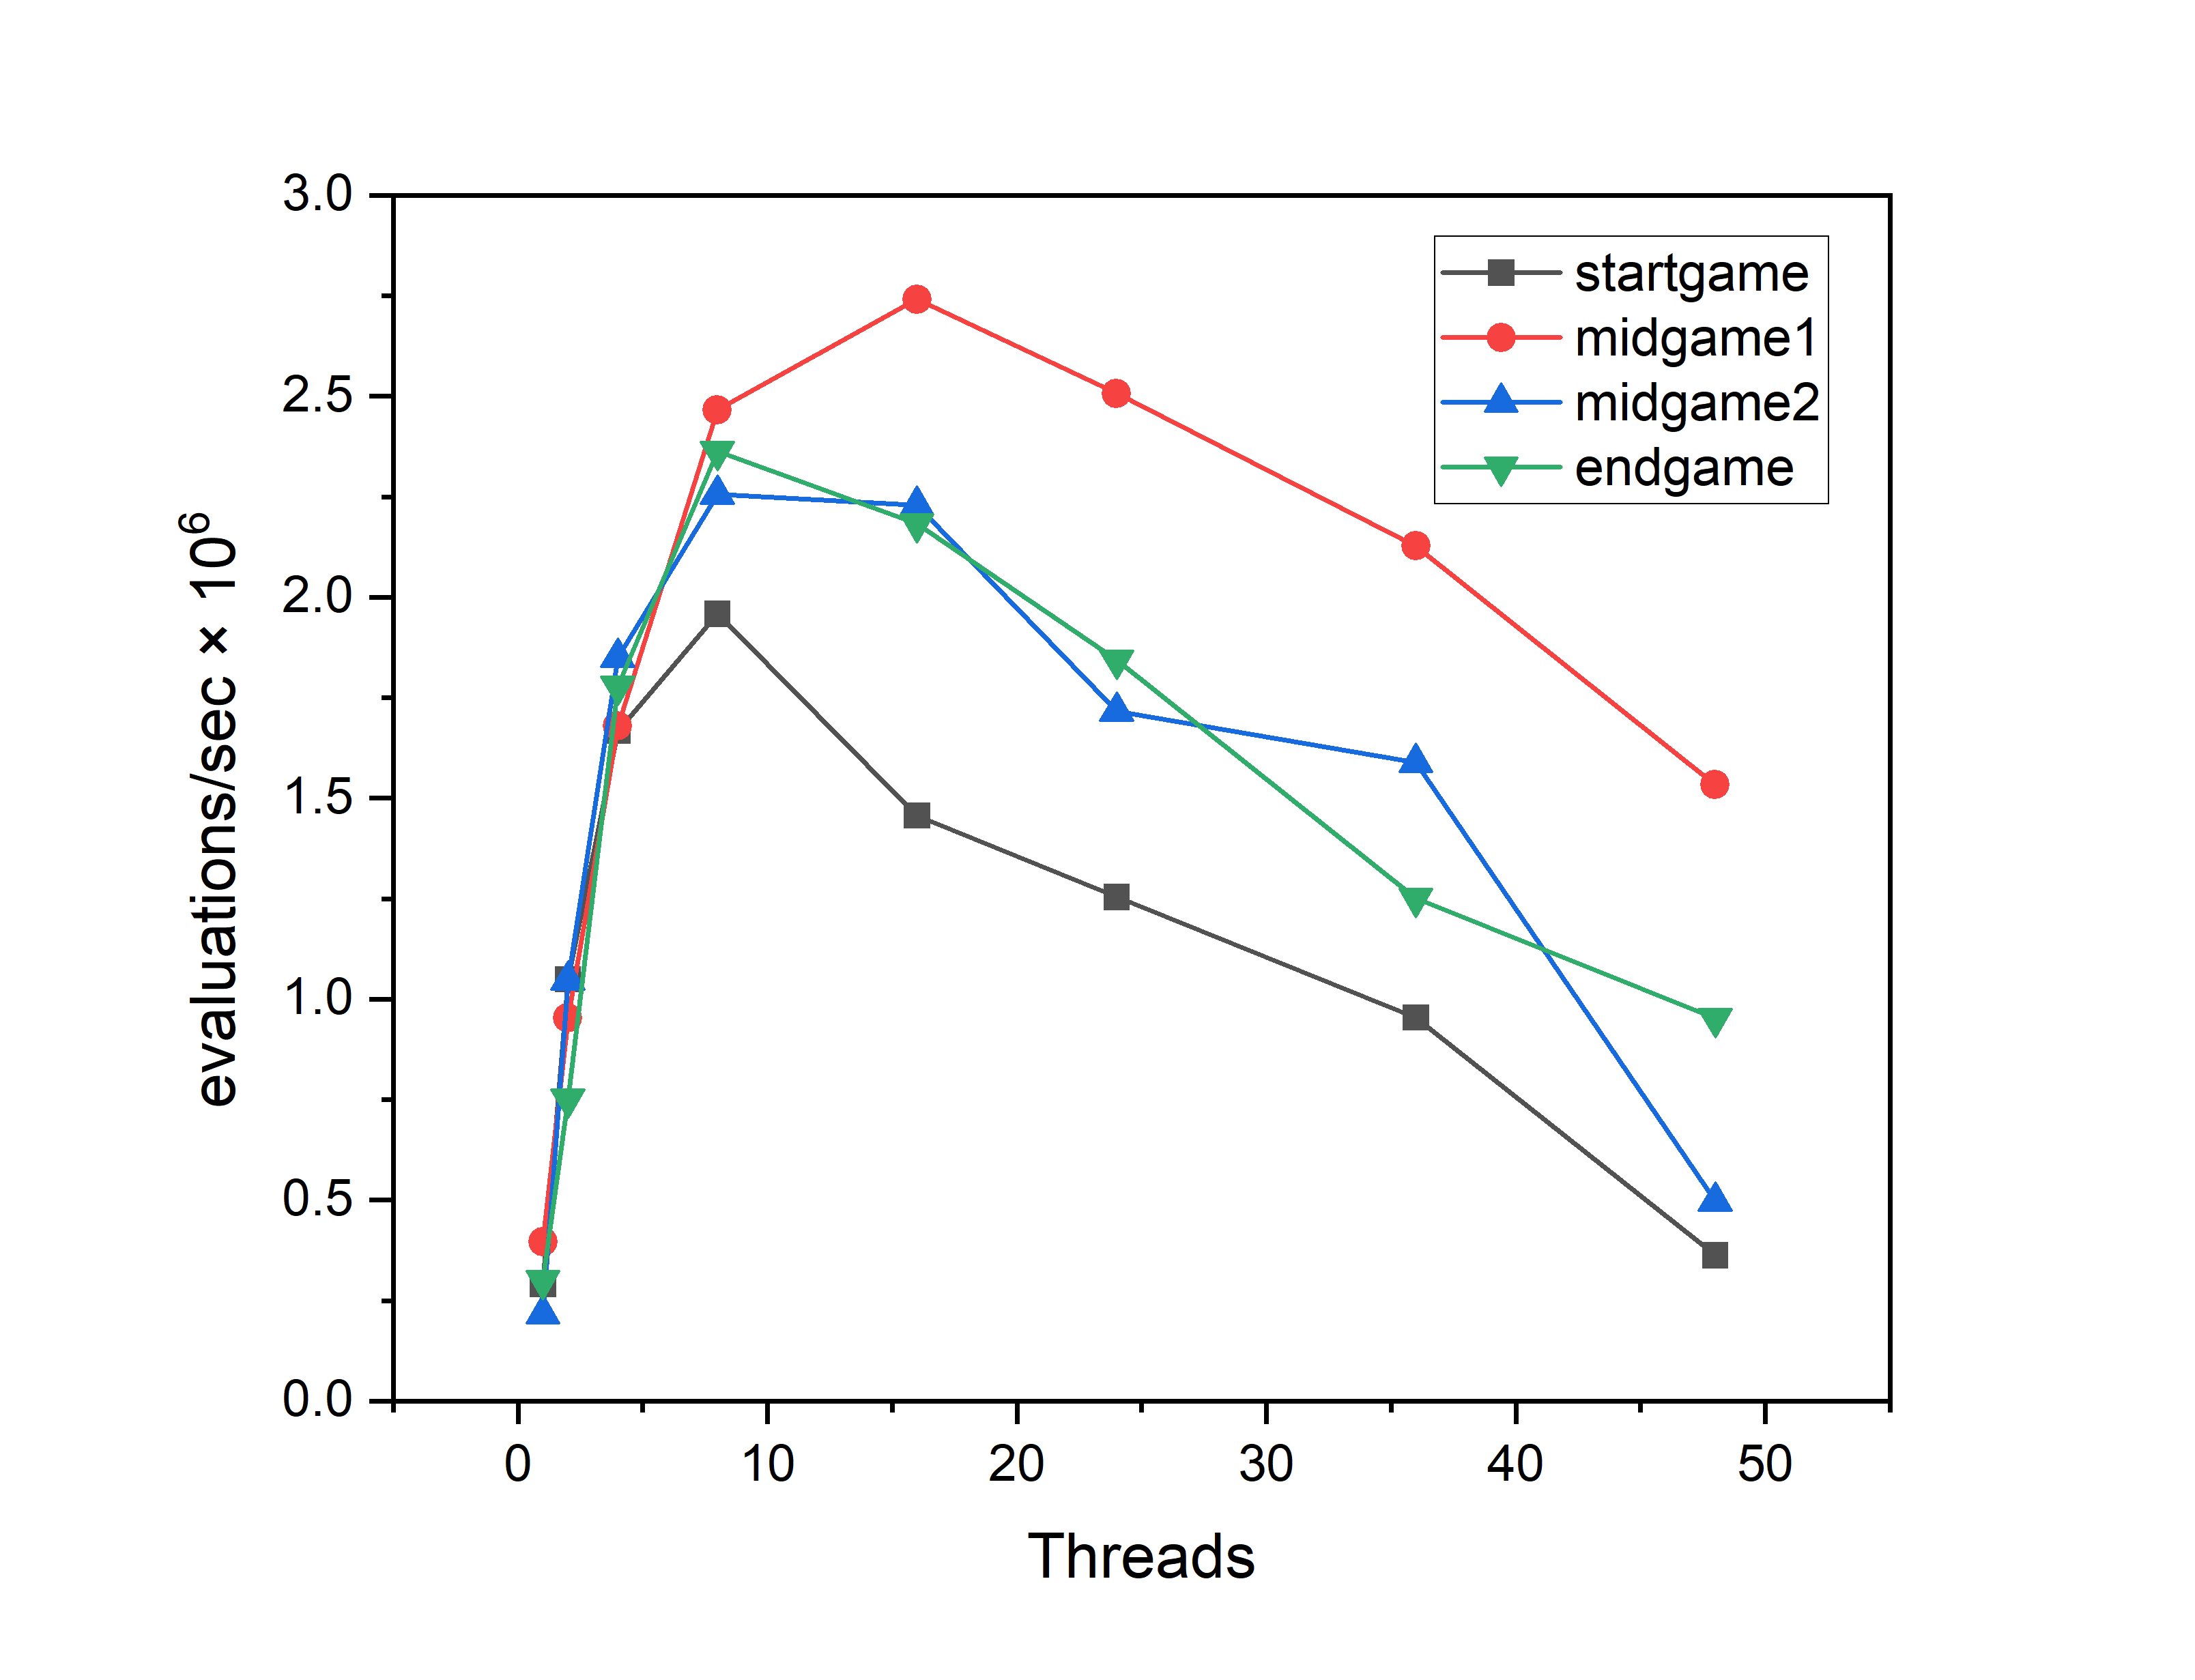 3.0
2.5
2.0
1.5
1.0
0.5
0.0
evaluations/sec × 10⁶
startgame
midgame1
midgame2
endgame
0 10 20 30 40 50
Threads